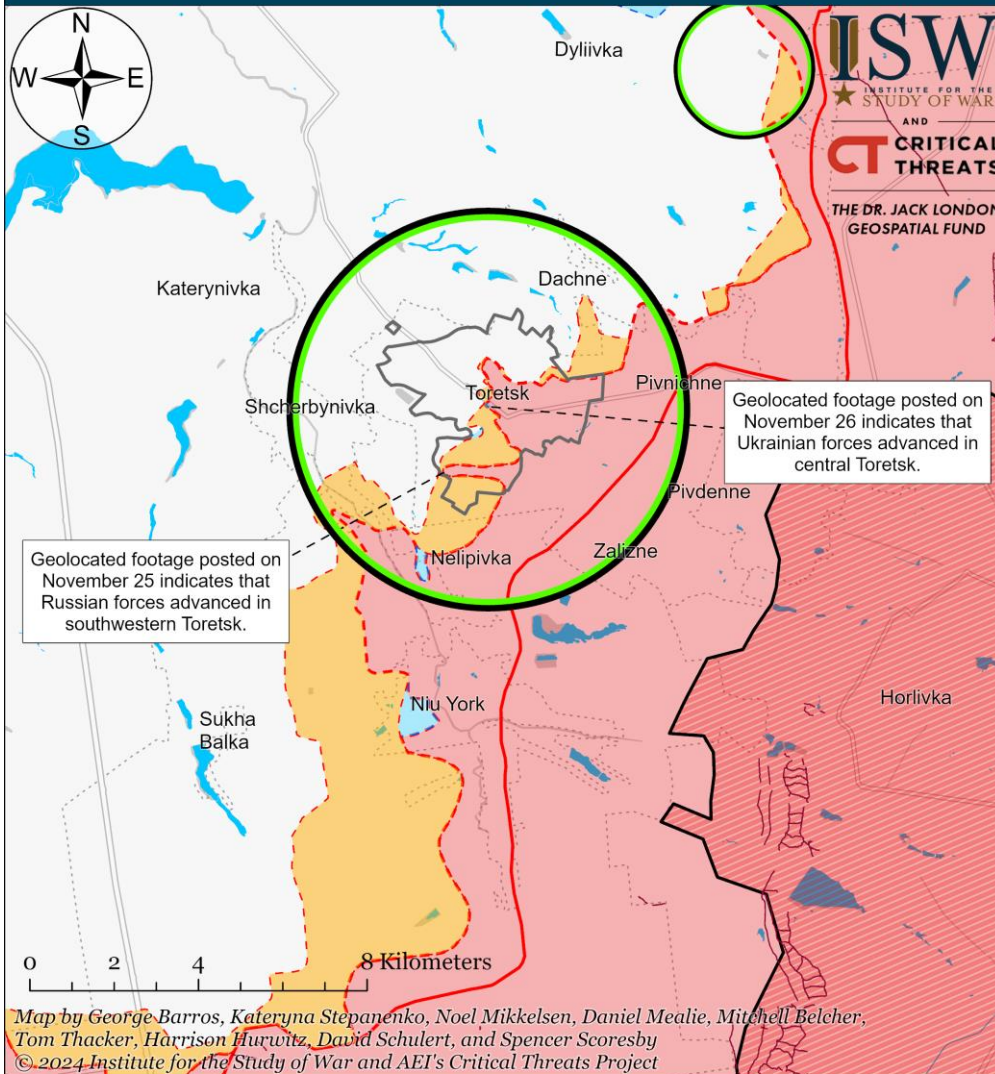 N
W
E
S
Dyliivka
ISW
INSTITUTE FOR THE
STUDY OF WAR
AND
CT CRITICAL
THREATS
THE DR. JACK LONDON
GEOSPATIAL FUND
Katerynivka
Dachne
Shcherbynivka
Toretsk
Pivnichne
Geolocated footage posted on
November 26 indicates that
Ukrainian forces advanced in
central Toretsk.
Pivdenne
Zalizne
Nelipivka
Geolocated footage posted on
November 25 indicates that
Russian forces advanced in
southwestern Toretsk.
Niu York
Horlivka
Sukha
Balka
0 2 4 8 Kilometers
Map by George Barros, Kateryna Stepanenko, Noel Mikkelsen, Daniel Mealie, Mitchell Belcher,
Tom Thacker, Harrison Hurwitz, David Schulert, and Spencer Scoresby
© 2024 Institute for the Study of War and AEI's Critical Threats Project